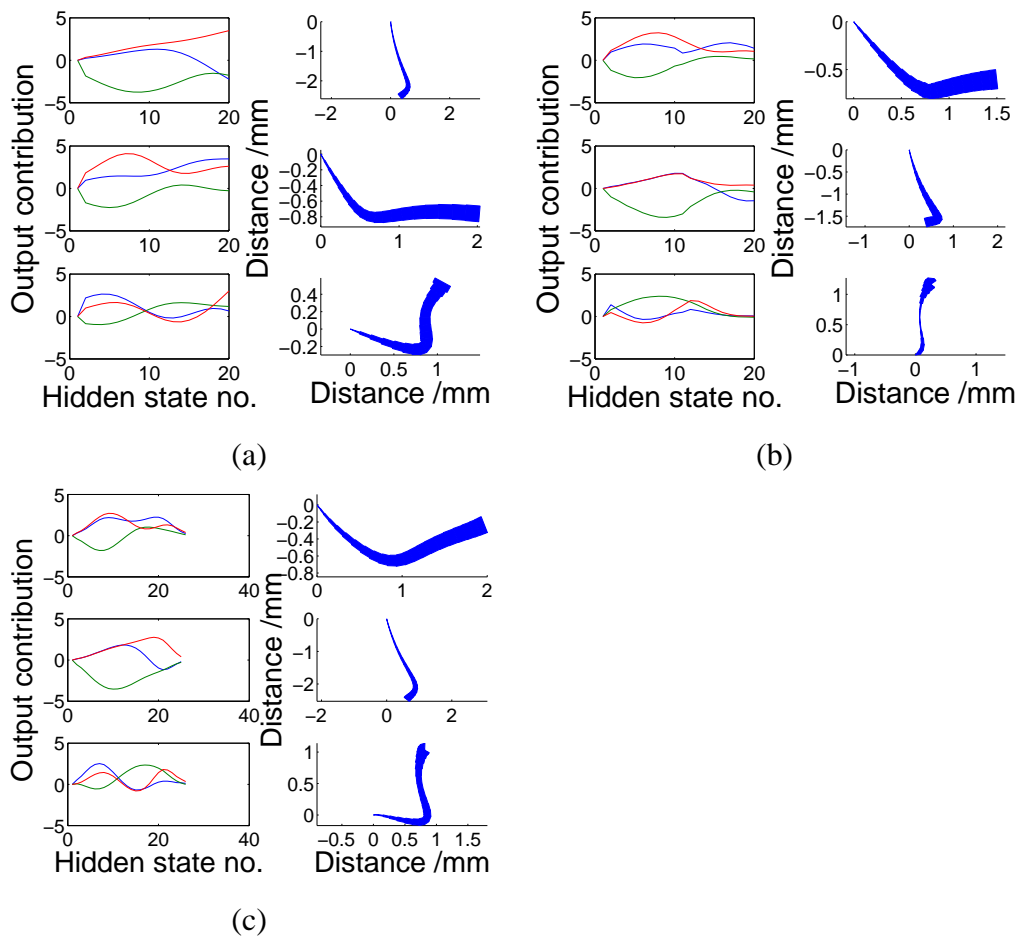 Output contribution
5
0
−5
0 10 20
5
0
−5
0 10 20
5
0
−5
0 10 20
Hidden state no.
Distance /mm
0
−1
−2
−2 0 2
0
−0.2
−0.4
−0.6
−0.8
0 1 2
0.4
0.2
0
−0.2
0 1
Distance /mm
(a)
Output contribution
5
0
−5
0 10 20
5
0
−5
0 10 20
5
0
−5
0 10 20
Hidden state no.
Distance /mm
0
−0.5
0 0.5 1 1.5
0
−0.5
−1
−1.5
−1 0 1 2
1
0.5
0
−1 0 1
Distance /mm
(b)
Output contribution
5
0
−5
0 20 40
5
0
−5
0 20 40
5
0
−5
0 20 40
Hidden state no.
Distance /mm
0
−0.2
−0.4
−0.6
−0.8
0 1 2
0
−1
−2
−2 0 2
1
0.5
0
−0.5 0 0.5 1 1.5
Distance /mm
(c)